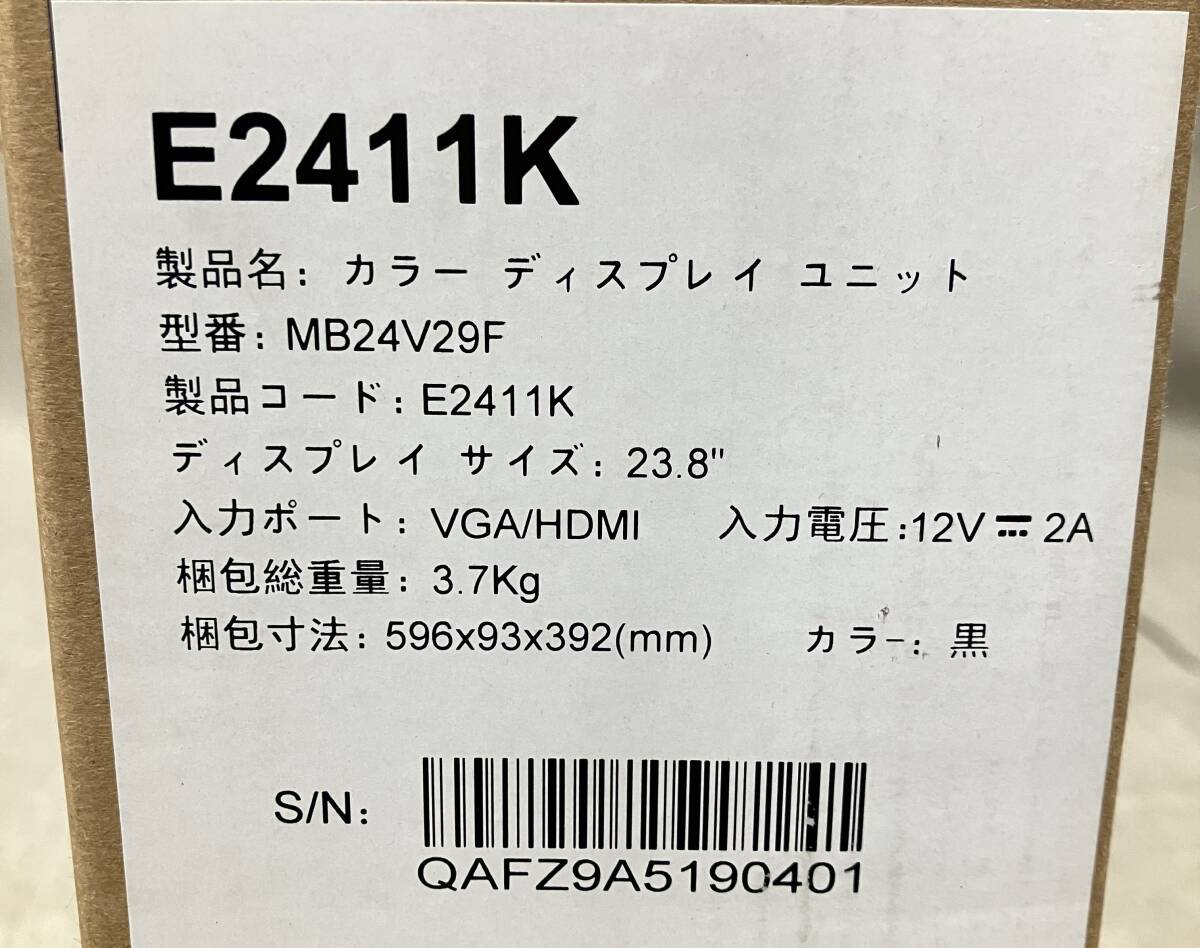 E2411K
製品名: カラー ディスプレイ ユニット
型番: MB24V29F
製品コード: E2411K
ディスプレイ サイズ: 23.8"
入力ポート: VGA/HDMI 入力電圧:12V⎓2A
梱包総重量: 3.7Kg
梱包寸法: 596x93x392(mm) カラー: 黒
S/N:
QAFZ9A5190401